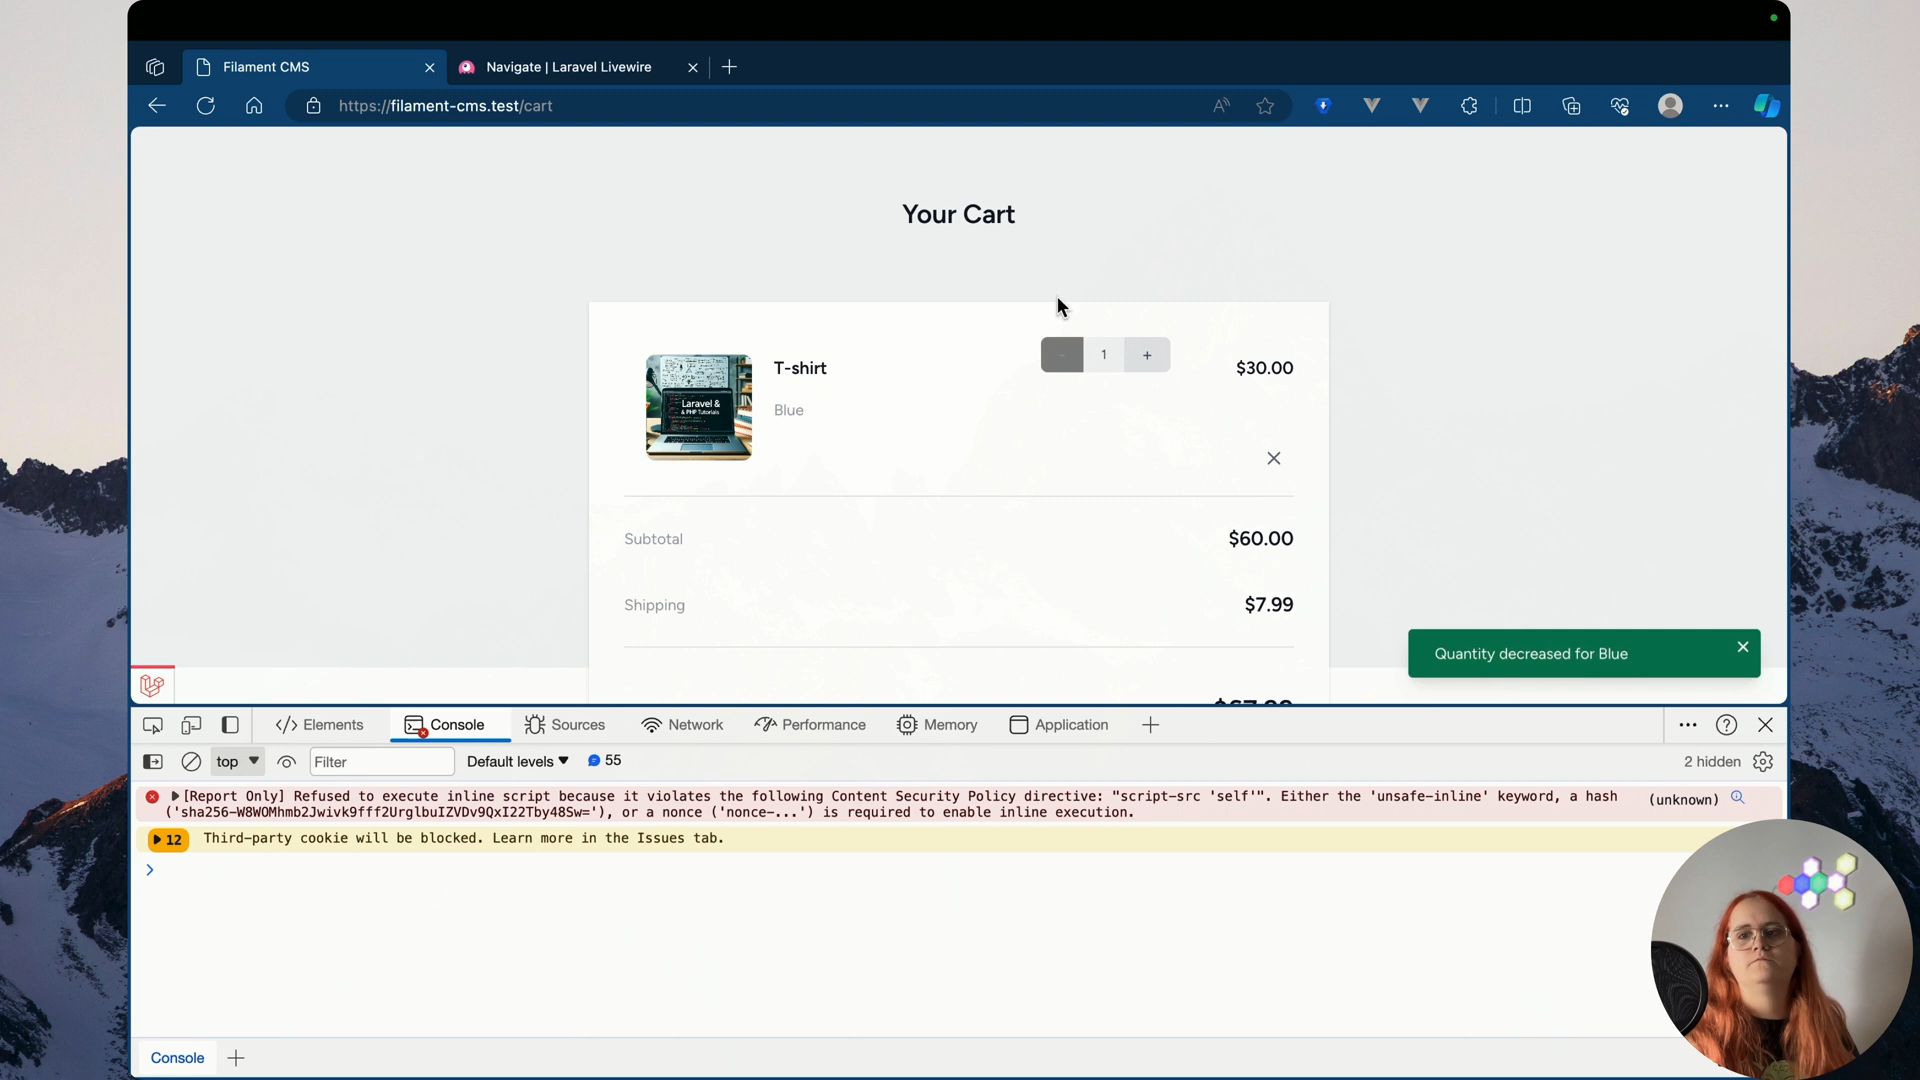 Filament CMS
Navigate | Laravel Livewire
https://filament-cms.test/cart
Your Cart
T-shirt
- 1 +
$30.00
Laravel &
& PHP Tutorials
Blue
Subtotal
$60.00
Shipping
$7.99
Quantity decreased for Blue
Elements
Console
Sources
Network
Performance
Memory
Application
top
Filter
Default levels
55
2 hidden
[Report Only] Refused to execute inline script because it violates the following Content Security Policy directive: "script-src 'self'". Either the 'unsafe-inline' keyword, a hash
('sha256-W8WOMhmb2Jwivk9fff2UrglbuIZVDv9QxI22Tby48Sw='), or a nonce ('nonce-...') is required to enable inline execution.
(unknown)
12
Third-party cookie will be blocked. Learn more in the Issues tab.
Console